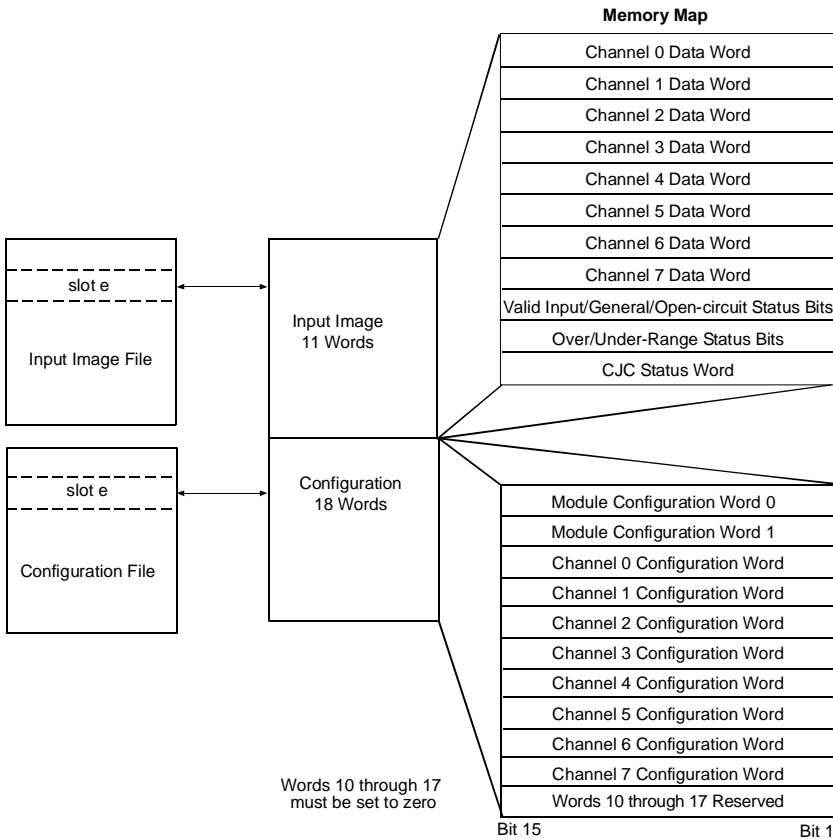 Memory Map
Channel 0 Data Word
Channel 1 Data Word
Channel 2 Data Word
Channel 3 Data Word
Channel 4 Data Word
Channel 5 Data Word
Channel 6 Data Word
Channel 7 Data Word
Valid Input/General/Open-circuit Status Bits
Over/Under-Range Status Bits
CJC Status Word
slot e
Input Image File
Input Image
11 Words
slot e
Configuration File
Configuration
18 Words
Module Configuration Word 0
Module Configuration Word 1
Channel 0 Configuration Word
Channel 1 Configuration Word
Channel 2 Configuration Word
Channel 3 Configuration Word
Channel 4 Configuration Word
Channel 5 Configuration Word
Channel 6 Configuration Word
Channel 7 Configuration Word
Words 10 through 17 Reserved
Words 10 through 17
must be set to zero
Bit 15
Bit 1